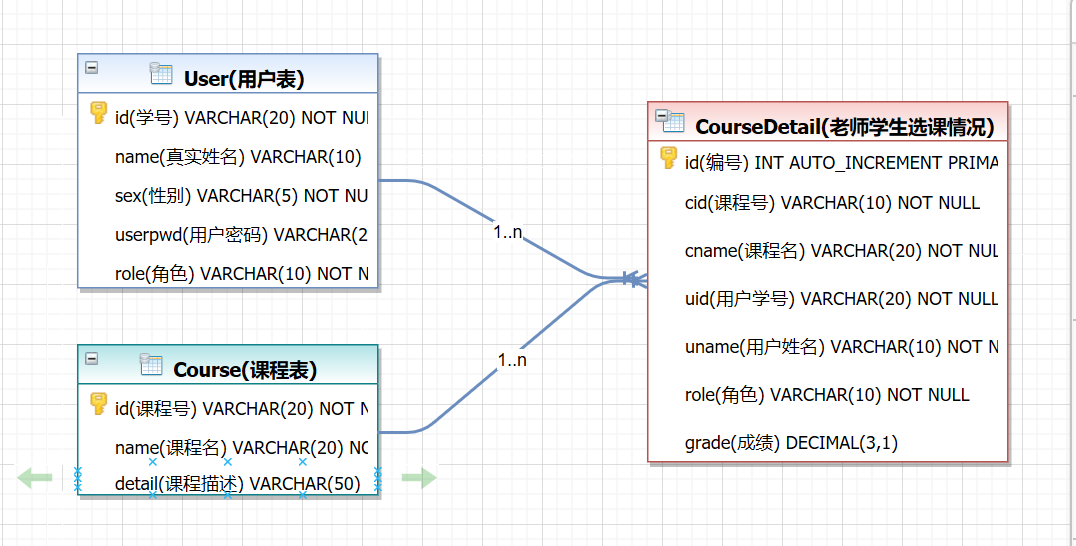 User(用户表)
id(学号) VARCHAR(20) NOT NUL
name(真实姓名) VARCHAR(10)
sex(性别) VARCHAR(5) NOT NU
userpwd(用户密码) VARCHAR(2
role(角色) VARCHAR(10) NOT N
Course(课程表)
id(课程号) VARCHAR(20) NOT N
name(课程名) VARCHAR(20) NO
detail(课程描述) VARCHAR(50)
1..n
1..n
CourseDetail(老师学生选课情况)
id(编号) INT AUTO_INCREMENT PRIMA
cid(课程号) VARCHAR(10) NOT NULL
cname(课程名) VARCHAR(20) NOT NUL
uid(用户学号) VARCHAR(20) NOT NULL
uname(用户姓名) VARCHAR(10) NOT N
role(角色) VARCHAR(10) NOT NULL
grade(成绩) DECIMAL(3,1)